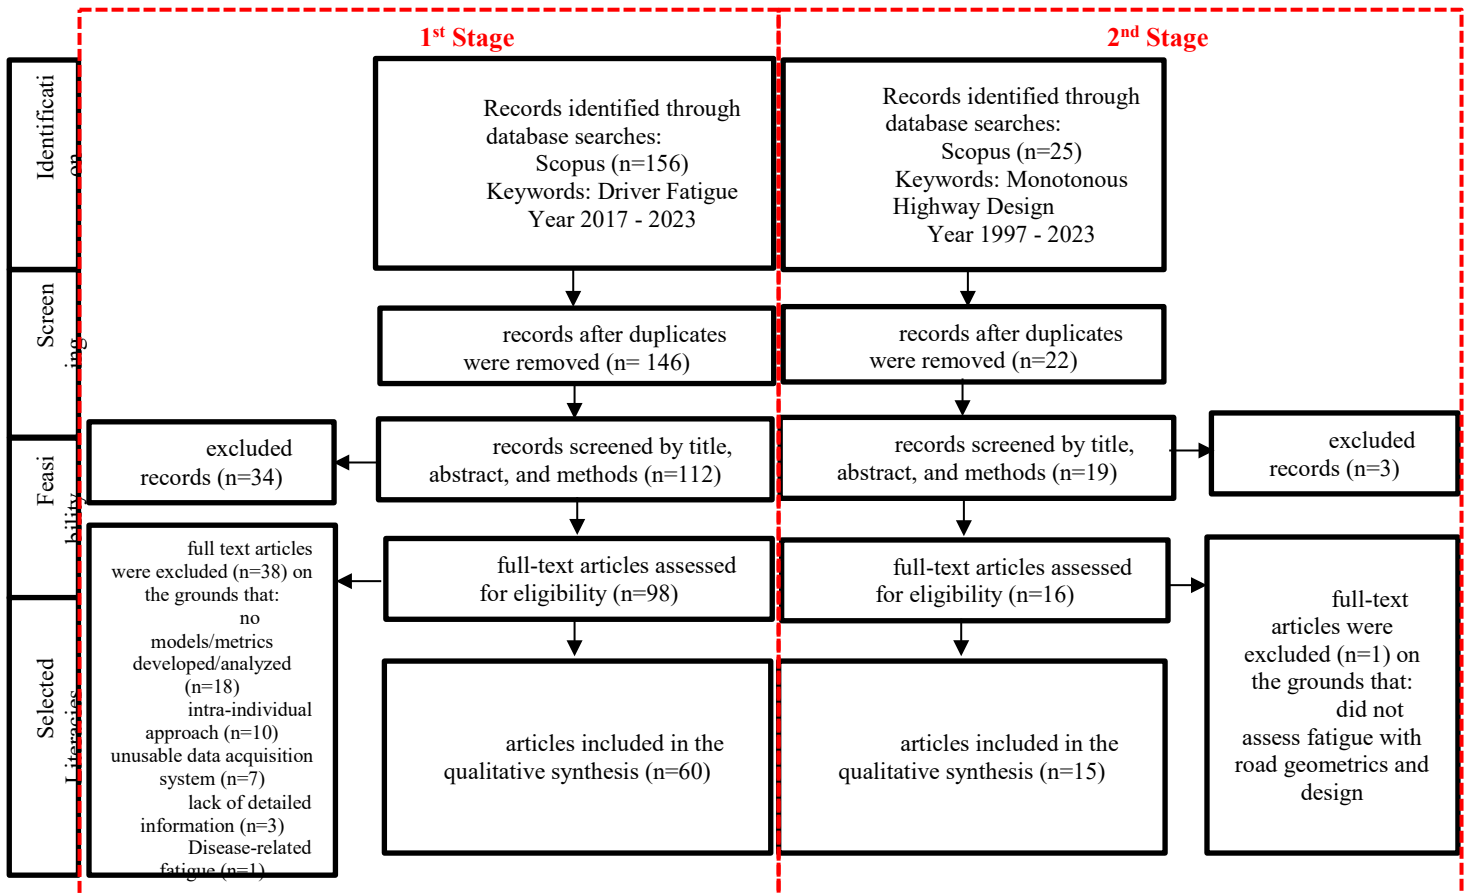 1st Stage
2nd Stage
Identificati
on
Screen
ing
Feasi
bility
Selected
Literacies
Records identified through
database searches:
Scopus (n=156)
Keywords: Driver Fatigue
Year 2017 - 2023
records after duplicates
were removed (n= 146)
records screened by title,
abstract, and methods (n=112)
excluded
records (n=34)
full-text articles assessed
for eligibility (n=98)
full text articles
were excluded (n=38) on
the grounds that:
no
models/metrics
developed/analyzed
(n=18)
intra-individual
approach (n=10)
unusable data acquisition
system (n=7)
lack of detailed
information (n=3)
Disease-related
fatigue (n=1)
articles included in the
qualitative synthesis (n=60)
Records identified through
database searches:
Scopus (n=25)
Keywords: Monotonous
Highway Design
Year 1997 - 2023
records after duplicates
were removed (n=22)
records screened by title,
abstract, and methods (n=19)
excluded
records (n=3)
full-text articles assessed
for eligibility (n=16)
full-text
articles were
excluded (n=1) on
the grounds that:
did not
assess fatigue with
road geometrics and
design
articles included in the
qualitative synthesis (n=15)